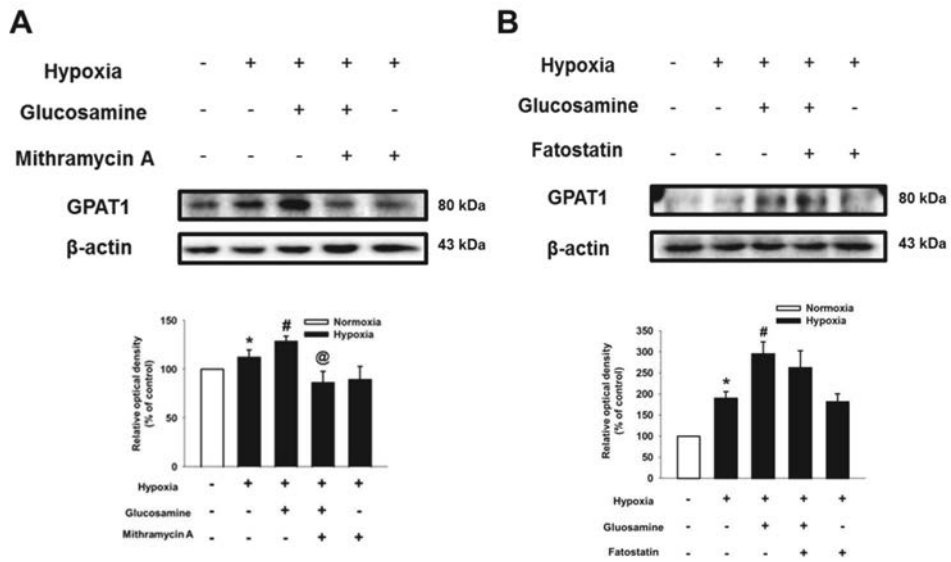 A
Hypoxia - + + + +
Glucosamine - - + + -
Mithramycin A - - - + +
GPAT1 80 kDa
β-actin 43 kDa
Relative optical density
(% of control)
150
100
50
0
Normoxia
Hypoxia
* # @
Hypoxia - + + + +
Glucosamine - - + + -
Mithramycin A - - - + +
B
Hypoxia - + + + +
Glucosamine - - + + -
Fatostatin - - - + +
GPAT1 80 kDa
β-actin 43 kDa
Relative optical density
(% of control)
350
300
250
200
150
100
50
0
Normoxia
Hypoxia
* #
Hypoxia - + + + +
Gluosamine - - + + -
Fatostatin - - - + +